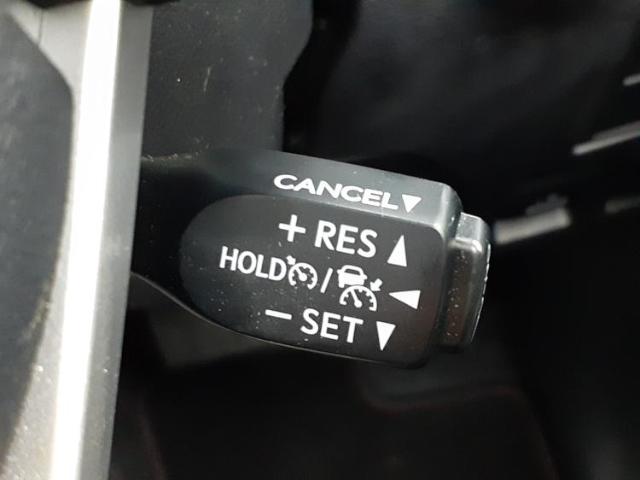 CANCEL▼
+ RES ▲
HOLD / ◀
− SET ▼